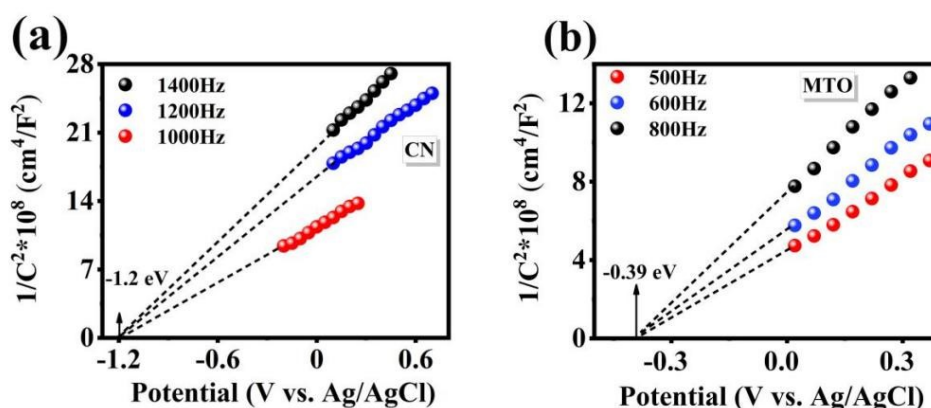 (a)
1/C²*10⁸ (cm⁴/F²)
28
21
14
7
0
1400Hz
1200Hz
1000Hz
CN
-1.2 eV
-1.2
-0.6
0
0.6
Potential (V vs. Ag/AgCl)
(b)
1/C²*10⁸ (cm⁴/F²)
12
8
4
0
500Hz
600Hz
800Hz
MTO
-0.39 eV
-0.3
0.0
0.3
Potential (V vs. Ag/AgCl)